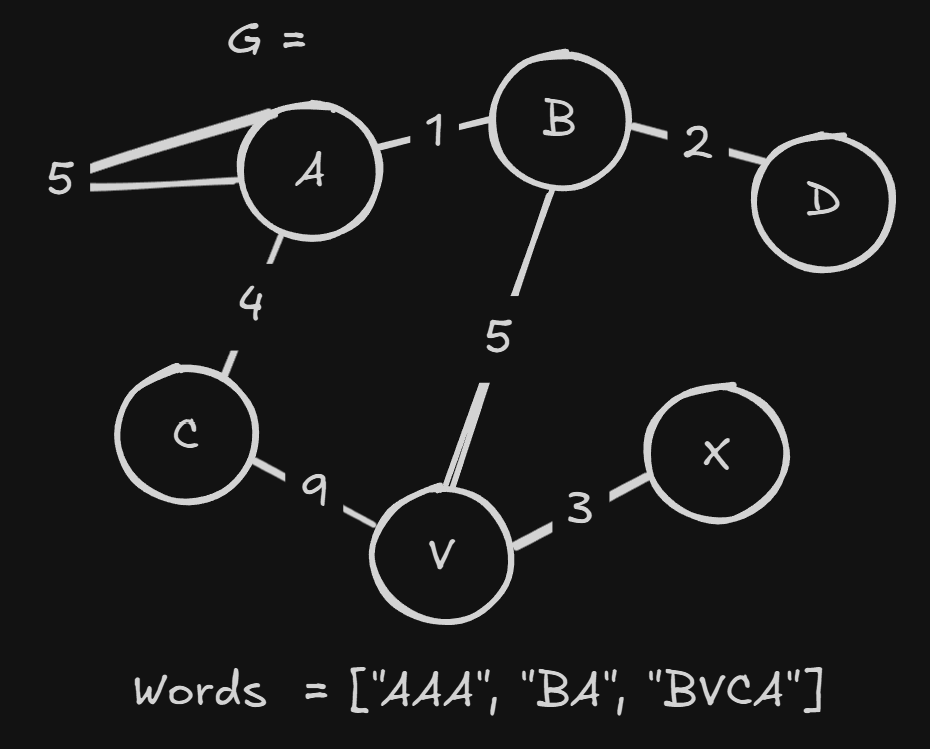 G =
B
1
2
A
5
D
4
5
C
X
9
3
V
Words = ["AAA", "BA", "BVCA"]